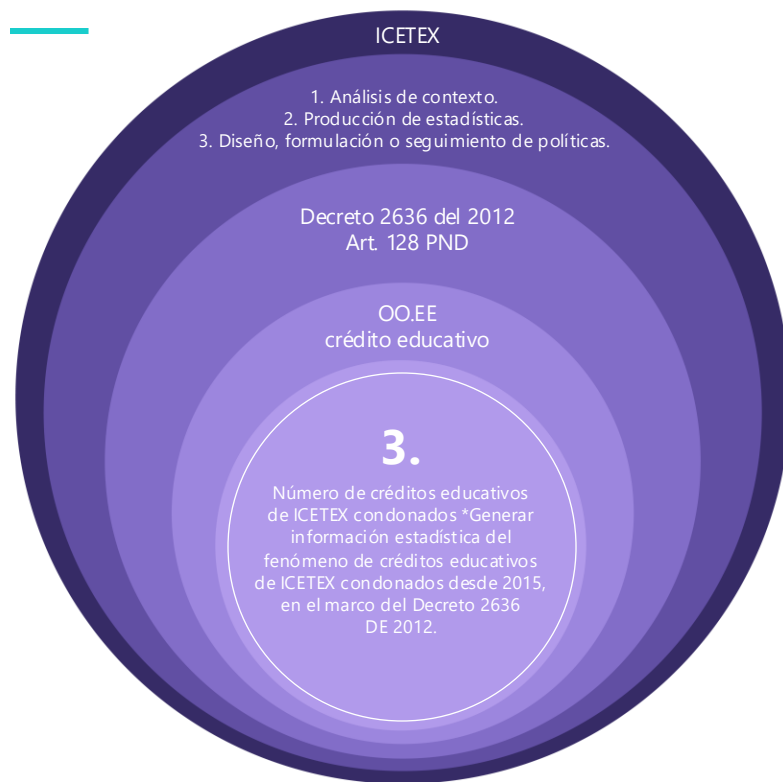 ICETEX
1. Análisis de contexto.
2. Producción de estadísticas.
3. Diseño, formulación o seguimiento de políticas.
Decreto 2636 del 2012
Art. 128 PND
OO.EE
crédito educativo
3.
Número de créditos educativos
de ICETEX condonados *Generar
información estadística del
fenómeno de créditos educativos
de ICETEX condonados desde 2015,
en el marco del Decreto 2636
DE 2012.